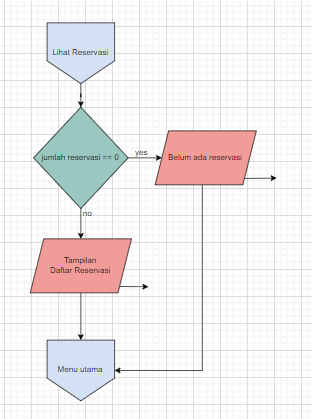 Lihat Reservasi
jumlah reservasi == 0
yes
Belum ada reservasi
no
Tampilan
Daftar Reservasi
Menu utama